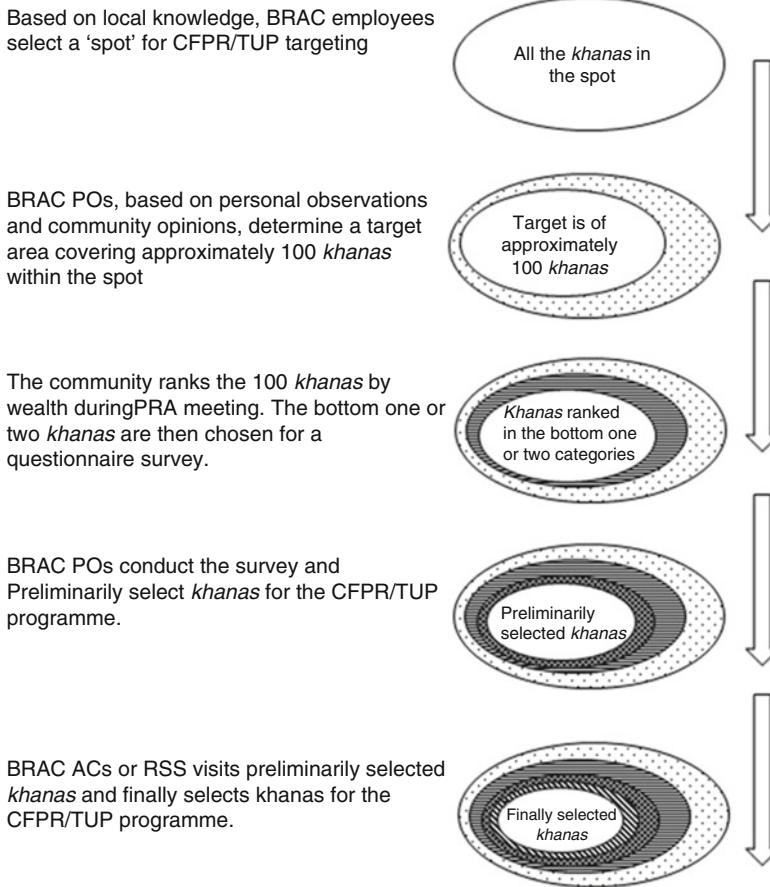 Based on local knowledge, BRAC employees
select a ‘spot’ for CFPR/TUP targeting
All the khanas in
the spot
BRAC POs, based on personal observations
and community opinions, determine a target
area covering approximately 100 khanas
within the spot
Target is of
approximately
100 khanas
The community ranks the 100 khanas by
wealth duringPRA meeting. The bottom one or
two khanas are then chosen for a
questionnaire survey.
Khanas ranked
in the bottom one
or two categories
BRAC POs conduct the survey and
Preliminarily select khanas for the CFPR/TUP
programme.
Preliminarily
selected khanas
BRAC ACs or RSS visits preliminarily selected
khanas and finally selects khanas for the
CFPR/TUP programme.
Finally selected
khanas